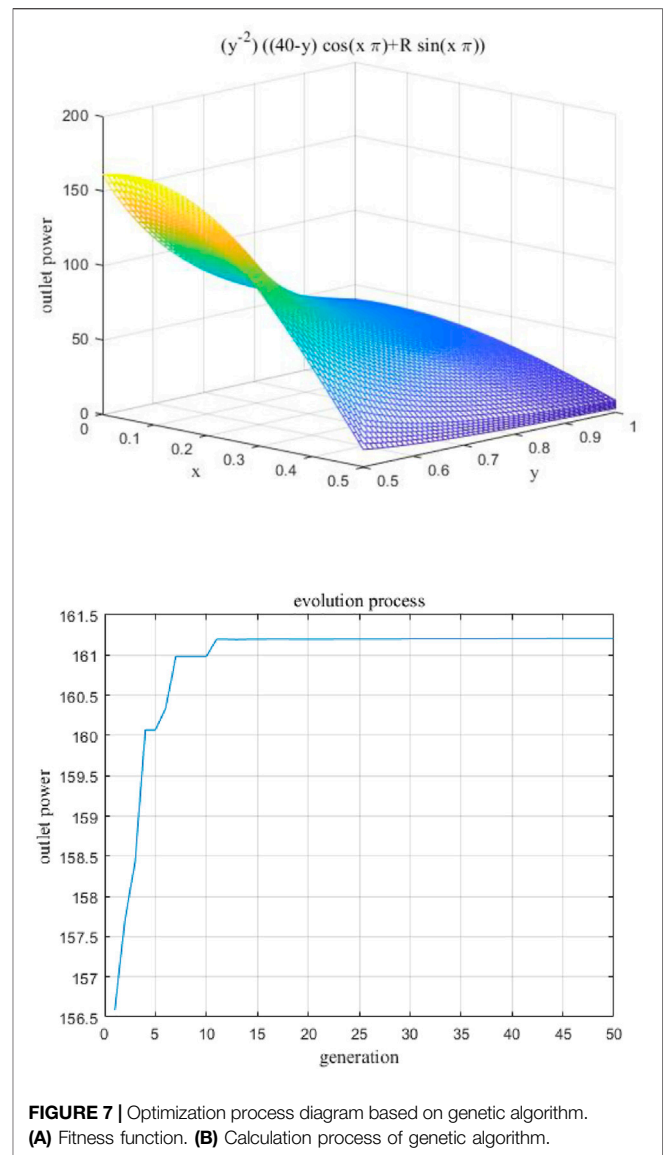 (y⁻²) ((40-y) cos(x π)+R sin(x π))
200
150
100
50
0
outlet power
0
0.1
0.2
0.3
0.4
0.5
x
0.5
0.6
0.7
0.8
0.9
1
y
evolution process
161.5
161
160.5
160
159.5
159
158.5
158
157.5
157
156.5
outlet power
0 5 10 15 20 25 30 35 40 45 50
generation
FIGURE 7 | Optimization process diagram based on genetic algorithm.
(A) Fitness function. (B) Calculation process of genetic algorithm.